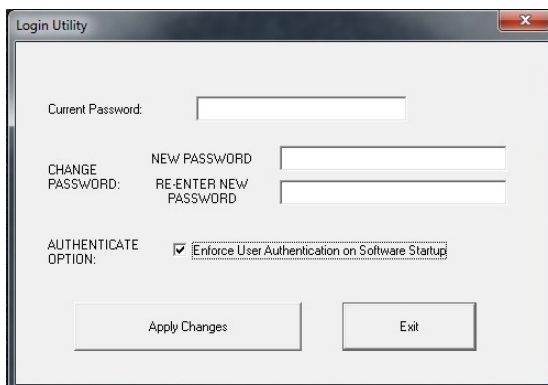 Login Utility
Current Password:
NEW PASSWORD
CHANGE
PASSWORD:
RE-ENTER NEW
PASSWORD
AUTHENTICATE
OPTION:
Enforce User Authentication on Software Startup
Apply Changes
Exit